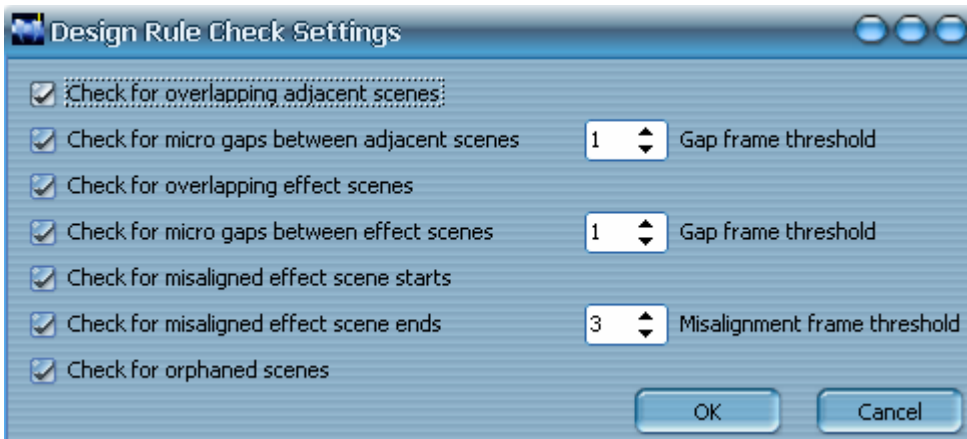 Design Rule Check Settings
Check for overlapping adjacent scenes
Check for micro gaps between adjacent scenes 1 Gap frame threshold
Check for overlapping effect scenes
Check for micro gaps between effect scenes 1 Gap frame threshold
Check for misaligned effect scene starts
Check for misaligned effect scene ends 3 Misalignment frame threshold
Check for orphaned scenes
OK Cancel